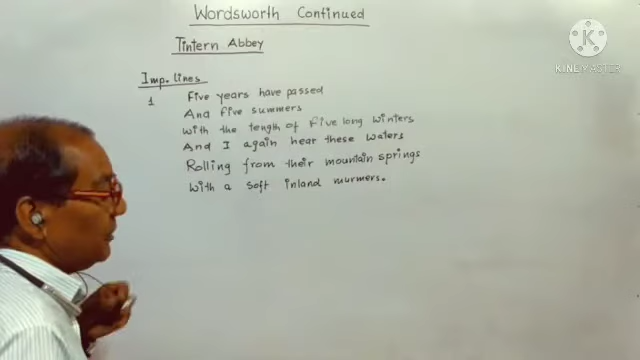 Wordsworth Continued
Tintern Abbey
Imp. lines
1 Five years have passed
And five summers
with the tength of Five long winters
And I again hear these waters
Rolling from their mountain springs
With a soft inland murmers.
K
KINEMASTER